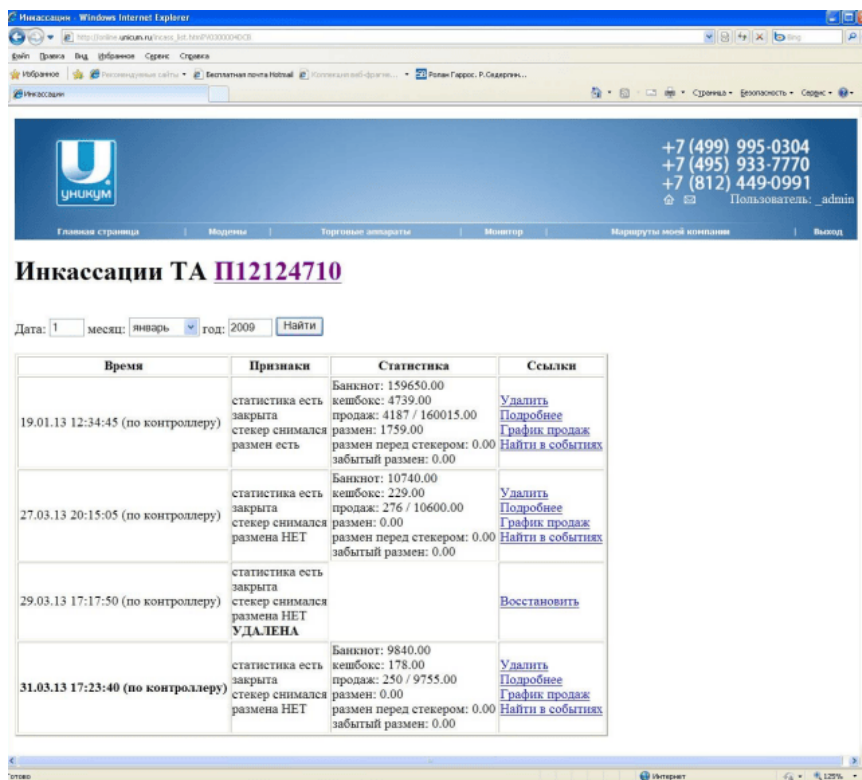 Инкассации - Windows Internet Explorer
Bing
Файл Правка Вид Избранное Сервис Справка
Избранное Рекомендуемые сайты Бесплатная почта Hotmail Ролан Гаррос. Р.Федерер
Инкассации Страница Безопасность Сервис
+7 (499) 995-0304
+7 (495) 933-7770
+7 (812) 449-0991
уникум
Пользователь: _admin
Главная страница | Модемы | Торговые аппараты | Монитор | Маршруты моей компании | Выход
Инкассации ТА П12124710
Дата: 1 месяц: январь год: 2009 Найти
Время Признаки Статистика Ссылки
19.01.13 12:34:45 (по контроллеру)
статистика есть
закрыта
стекер снимался
размен есть
Банкнот: 159650.00
кешбокс: 4739.00
продаж: 4187 / 160015.00
размен: 1759.00
размен перед стекером: 0.00
забытый размен: 0.00
Удалить
Подробнее
График продаж
Найти в событиях
27.03.13 20:15:05 (по контроллеру)
статистика есть
закрыта
стекер снимался
размена НЕТ
Банкнот: 10740.00
кешбокс: 229.00
продаж: 276 / 10600.00
размен: 0.00
размен перед стекером: 0.00
забытый размен: 0.00
Удалить
Подробнее
График продаж
Найти в событиях
29.03.13 17:17:50 (по контроллеру)
статистика есть
закрыта
стекер снимался
размена НЕТ
УДАЛЕНА
Восстановить
31.03.13 17:23:40 (по контроллеру)
статистика есть
закрыта
стекер снимался
размена НЕТ
Банкнот: 9840.00
кешбокс: 178.00
продаж: 250 / 9755.00
размен: 0.00
размен перед стекером: 0.00
забытый размен: 0.00
Удалить
Подробнее
График продаж
Найти в событиях
Готово Интернет 125%